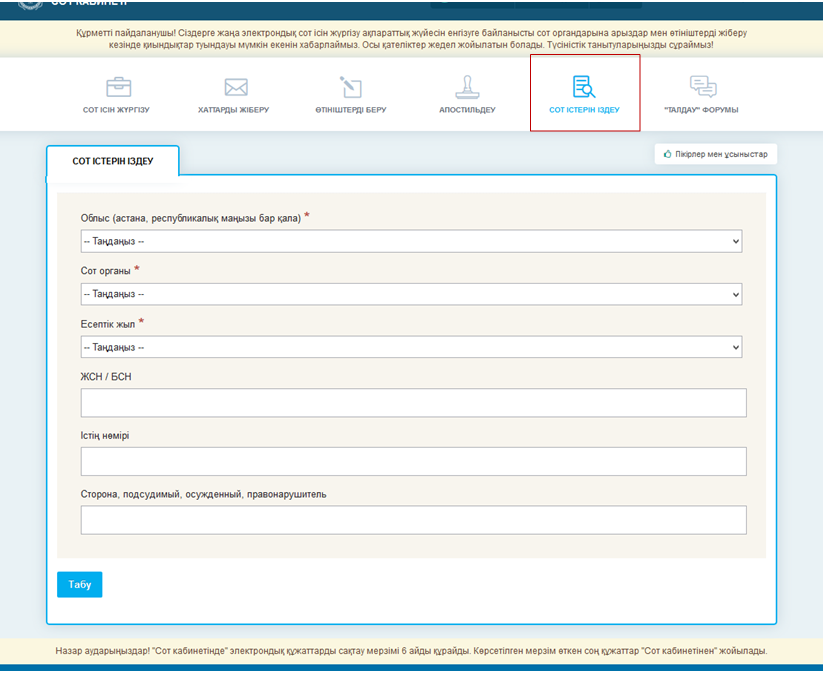 СОТ КАБИНЕТІ
Құрметті пайдаланушы! Сіздерге жаңа электрондық сот ісін жүргізу ақпараттық жүйесін енгізуге байланысты сот органдарына арыздар мен өтініштерді жіберу
кезінде қиындықтар туындауы мүмкін екенін хабарлаймыз. Осы қателіктер жедел жойылатын болады. Түсіністік танытуларыңызды сұраймыз!
СОТ ІСІН ЖҮРГІЗУ
ХАТТАРДЫ ЖІБЕРУ
ӨТІНІШТЕРДІ БЕРУ
АПОСТИЛЬДЕУ
СОТ ІСТЕРІН ІЗДЕУ
"ТАЛДАУ" ФОРУМЫ
СОТ ІСТЕРІН ІЗДЕУ
Пікірлер мен ұсыныстар
Облыс (астана, республикалық маңызы бар қала) *
-- Таңдаңыз --
Сот органы *
-- Таңдаңыз --
Есептік жыл *
-- Таңдаңыз --
ЖСН / БСН
Істің нөмірі
Сторона, подсудимый, осужденный, правонарушитель
Табу
Назар аударыңыздар! "Сот кабинетінде" электрондық құжаттарды сақтау мерзімі 6 айды құрайды. Көрсетілген мерзім өткен соң құжаттар "Сот кабинетінен" жойылады.